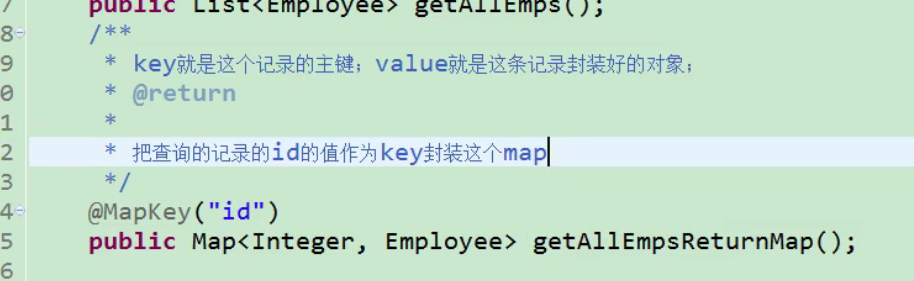 7 public List<Employee> getAllEmps();
8 /**
9 * key就是这个记录的主键；value就是这条记录封装好的对象；
0 * @return
1 *
2 * 把查询的记录的id的值作为key封装这个map
3 */
4 @MapKey("id")
5 public Map<Integer, Employee> getAllEmpsReturnMap();
6